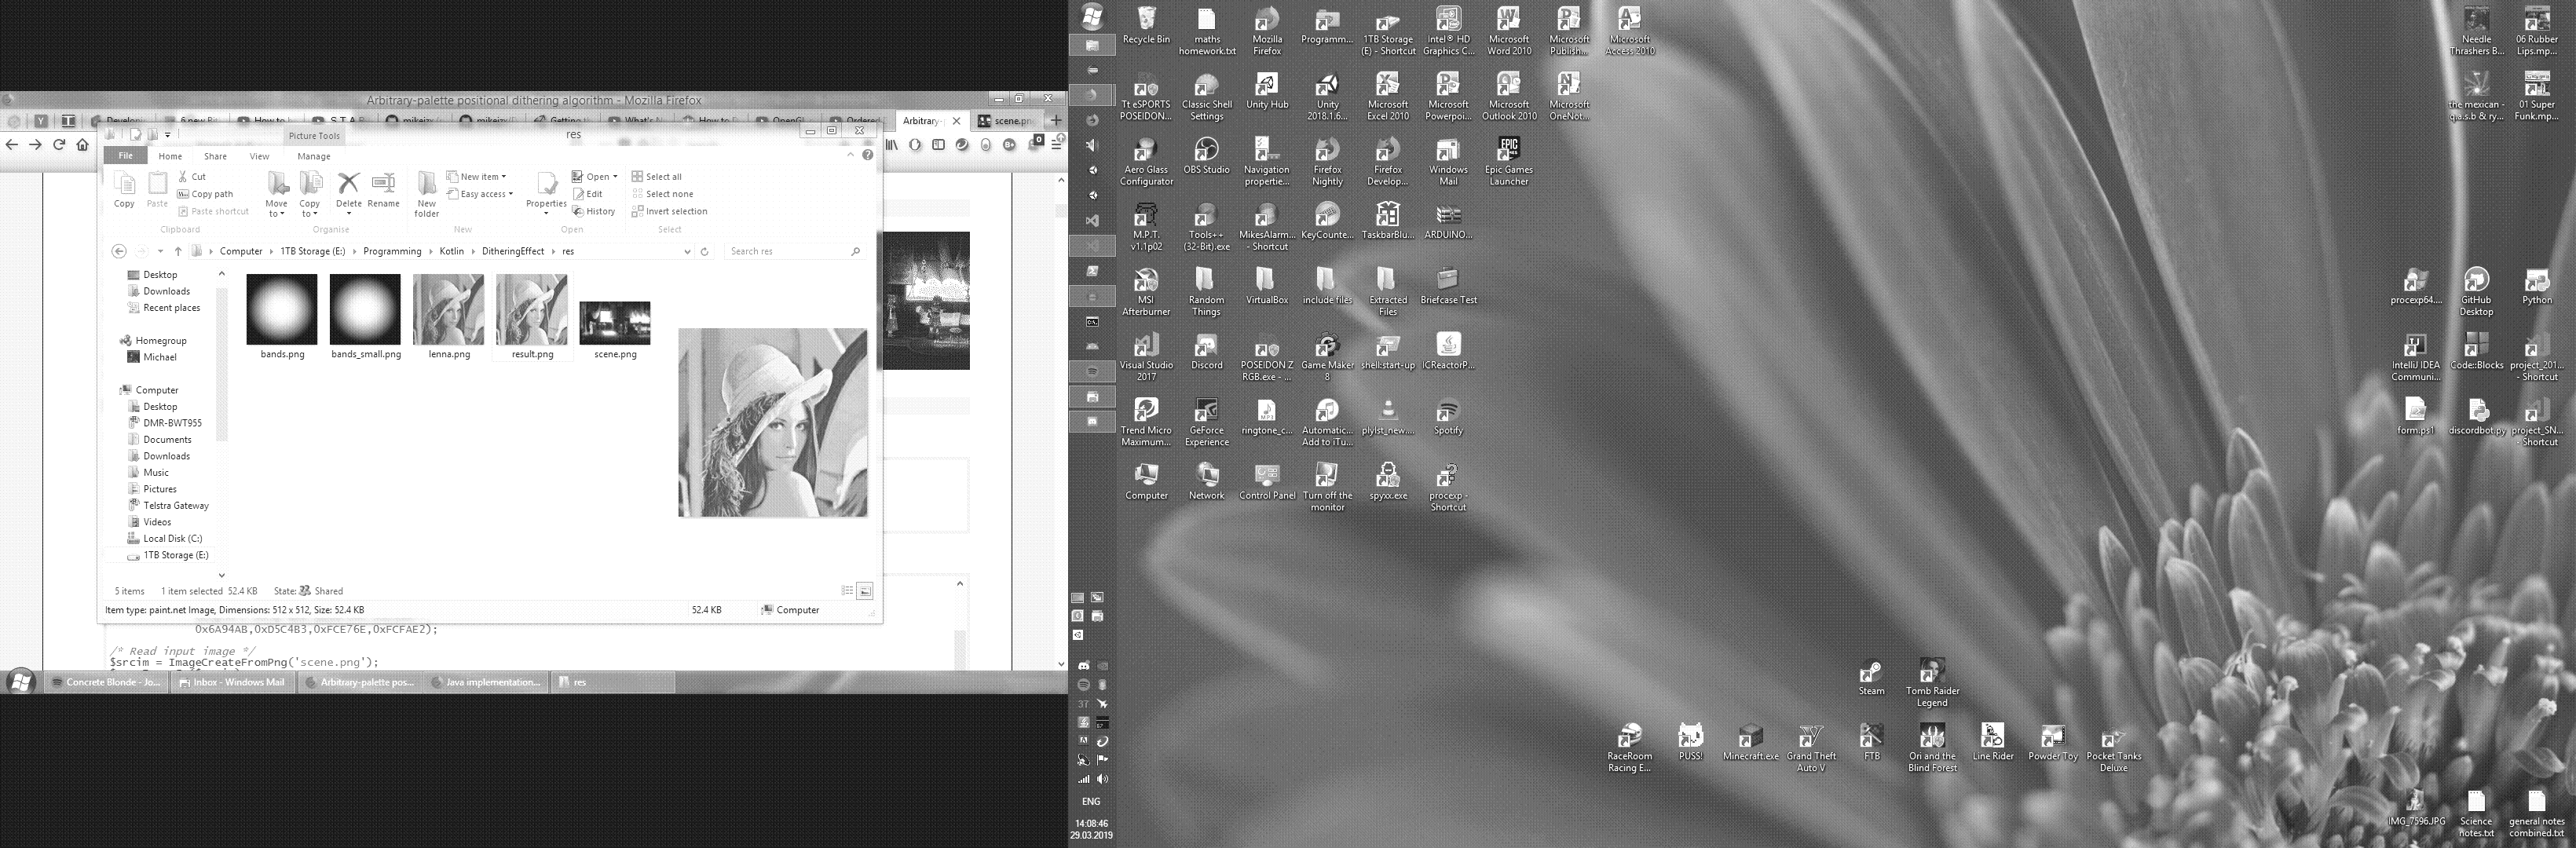 Arbitrary-palette positional dithering algorithm - Mozilla Firefox
Develop
6 new Re
How to b
S.T.A.R
mikejzx
mikejzx/D
Getting th
What's N
How to D
OpenGL
Ordered
Arbitrary-p
scene.pn
Picture Tools
res
File Home Share View Manage
Copy
Paste
Cut
Copy path
Paste shortcut
Clipboard
Move to
Copy to
Delete
Rename
Organise
New folder
New item
Easy access
New
Properties
Open
Edit
History
Open
Select all
Select none
Invert selection
Select
Computer 1TB Storage (E:) Programming Kotlin DitheringEffect res
Search res
Desktop
Downloads
Recent places
Homegroup
Michael
Computer
Desktop
DMR-BWT955
Documents
Downloads
Music
Pictures
Telstra Gateway
Videos
Local Disk (C:)
1TB Storage (E:)
bands.png
bands_small.png
lenna.png
result.png
scene.png
5 items 1 item selected 52.4 KB State: Shared
Item type: paint.net Image, Dimensions: 512 x 512, Size: 52.4 KB
52.4 KB
Computer
0x6A94AB,0xD5C4B3,0xFCE76E,0xFCFAE2);
/* Read input image */
$srcim = ImageCreateFromPng('scene.png');
Concrete Blonde - Jo...
Inbox - Windows Mail
Arbitrary-palette pos...
Java implementation...
res
Recycle Bin
maths
homework.txt
Mozilla
Firefox
Programm...
1TB Storage
(E) - Shortcut
Intel® HD
Graphics C...
Microsoft
Word 2010
Microsoft
Publish...
Microsoft
Access 2010
Tt eSPORTS
POSEIDON...
Classic Shell
Settings
Unity Hub
Unity
2018.1.6...
Microsoft
Excel 2010
Microsoft
Powerpoi...
Microsoft
Outlook 2010
Microsoft
OneNot...
Aero Glass
Configurator
OBS Studio
Navigation
propertie...
Firefox
Nightly
Firefox
Develop...
Windows
Mail
EPIC
GAMES
Epic Games
Launcher
M.P.T.
v1.1p02
Tools++
(32-Bit).exe
MikesAlarm...
- Shortcut
KeyCounte...
TaskbarBlu...
ARDUINO...
MSI
Afterburner
Random
Things
VirtualBox
include files
Extracted
Files
Briefcase Test
Visual Studio
2017
Discord
POSEIDON Z
RGB.exe - ...
Game Maker
8
shell:start-up
ICReactorP...
Trend Micro
Maximum...
GeForce
Experience
MP3
ringtone_c...
Automatic...
Add to iTu...
plylst_new....
Spotify
Computer
Network
Control Panel
Turn off the
monitor
spyxx.exe
procexp -
Shortcut
Needle
Thrashers B...
06 Rubber
Lips.mp...
the mexican -
q.a.s.b & ry...
01 Super
Funk.mp...
procexp64....
GitHub
Desktop
Python
IntelliJ IDEA
Communi...
Code::Blocks
project_201...
- Shortcut
form.ps1
discordbot.py
project_SN...
- Shortcut
Steam
Tomb Raider
Legend
RaceRoom
Racing E...
PUSS!
Minecraft.exe
Grand Theft
Auto V
FTB
Ori and the
Blind Forest
Line Rider
Powder Toy
Pocket Tanks
Deluxe
IMG_7596.JPG
Science
notes.txt
general notes
combined.txt
37
ENG
14:08:46
29.03.2019